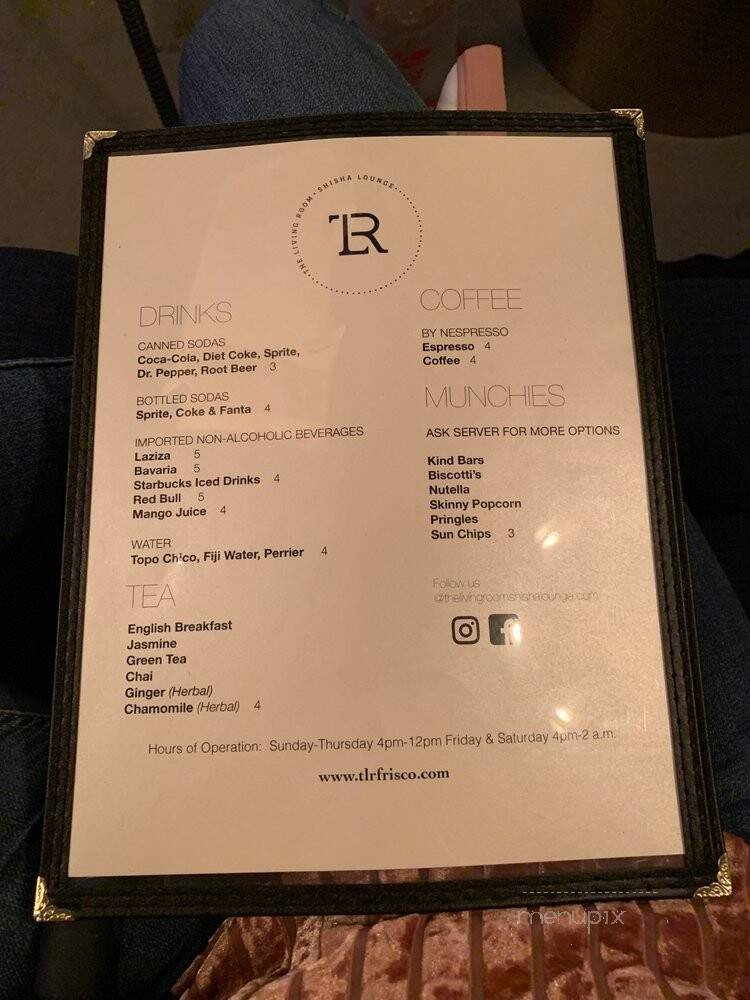 THE LIVING ROOM · SHISHA LOUNGE
TLR
DRINKS
CANNED SODAS
Coca-Cola, Diet Coke, Sprite,
Dr. Pepper, Root Beer 3
BOTTLED SODAS
Sprite, Coke & Fanta 4
IMPORTED NON-ALCOHOLIC BEVERAGES
Laziza 5
Bavaria 5
Starbucks Iced Drinks 4
Red Bull 5
Mango Juice 4
WATER
Topo Chico, Fiji Water, Perrier 4
TEA
English Breakfast
Jasmine
Green Tea
Chai
Ginger (Herbal)
Chamomile (Herbal) 4
COFFEE
BY NESPRESSO
Espresso 4
Coffee 4
MUNCHIES
ASK SERVER FOR MORE OPTIONS
Kind Bars
Biscotti's
Nutella
Skinny Popcorn
Pringles
Sun Chips 3
Follow us
@thelivingroomshishalounge.com
Hours of Operation: Sunday-Thursday 4pm-12pm Friday & Saturday 4pm-2 a.m.
www.tlrfrisco.com
menupix